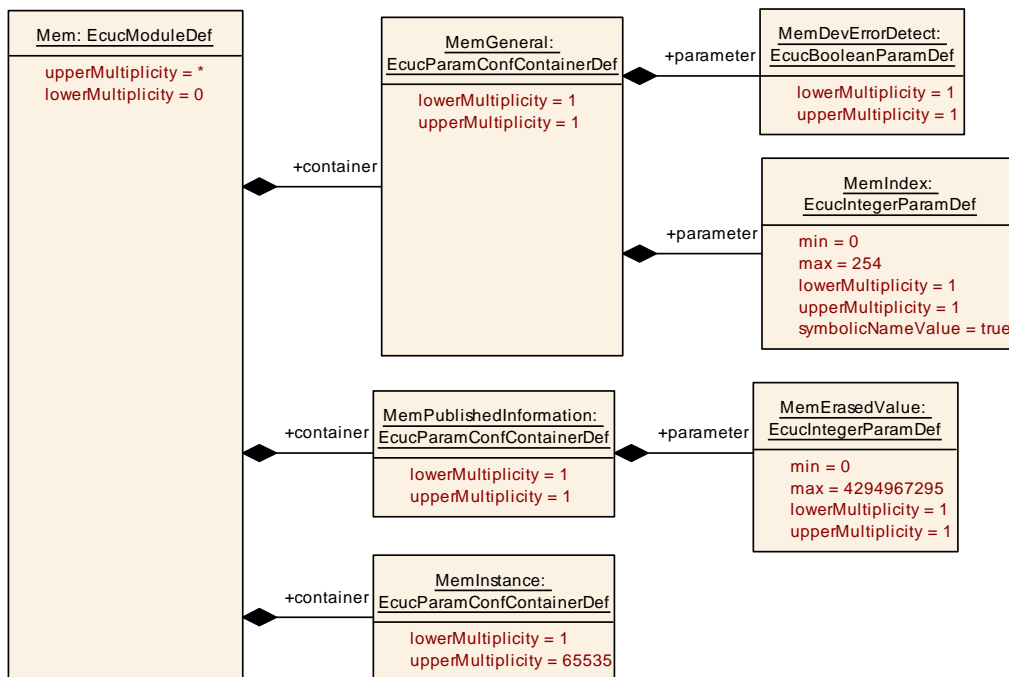 Mem: EcucModuleDef
upperMultiplicity = *
lowerMultiplicity = 0
+container
MemGeneral:
EcucParamConfContainerDef
lowerMultiplicity = 1
upperMultiplicity = 1
+parameter
MemDevErrorDetect:
EcucBooleanParamDef
lowerMultiplicity = 1
upperMultiplicity = 1
+parameter
MemIndex:
EcucIntegerParamDef
min = 0
max = 254
lowerMultiplicity = 1
upperMultiplicity = 1
symbolicNameValue = true
+container
MemPublishedInformation:
EcucParamConfContainerDef
lowerMultiplicity = 1
upperMultiplicity = 1
+parameter
MemErasedValue:
EcucIntegerParamDef
min = 0
max = 4294967295
lowerMultiplicity = 1
upperMultiplicity = 1
+container
MemInstance:
EcucParamConfContainerDef
lowerMultiplicity = 1
upperMultiplicity = 65535